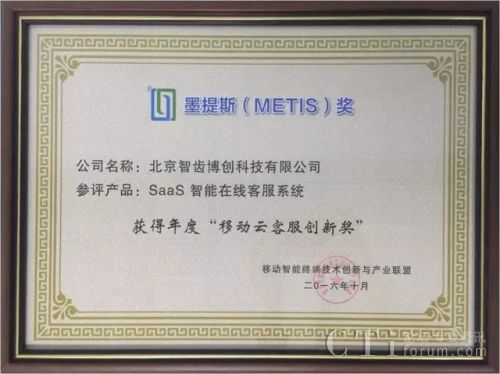 墨提斯（METIS）奖
公司名称：北京智齿博创科技有限公司
参评产品：SaaS 智能在线客服系统
获得年度“移动云客服创新奖”
移动智能终端技术创新与产业联盟
二〇一六年十月
CTI
forum.com